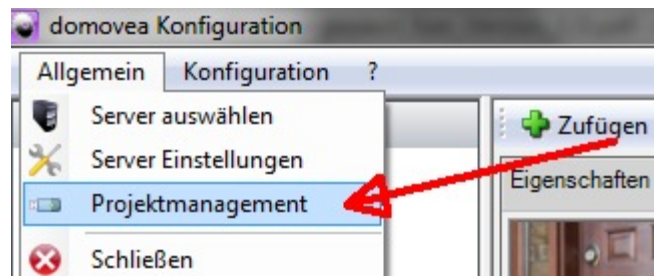 domovea Konfiguration
Allgemein Konfiguration ?
Server auswählen
Zufügen
Server Einstellungen
Eigenschaften
Projektmanagement
Schließen